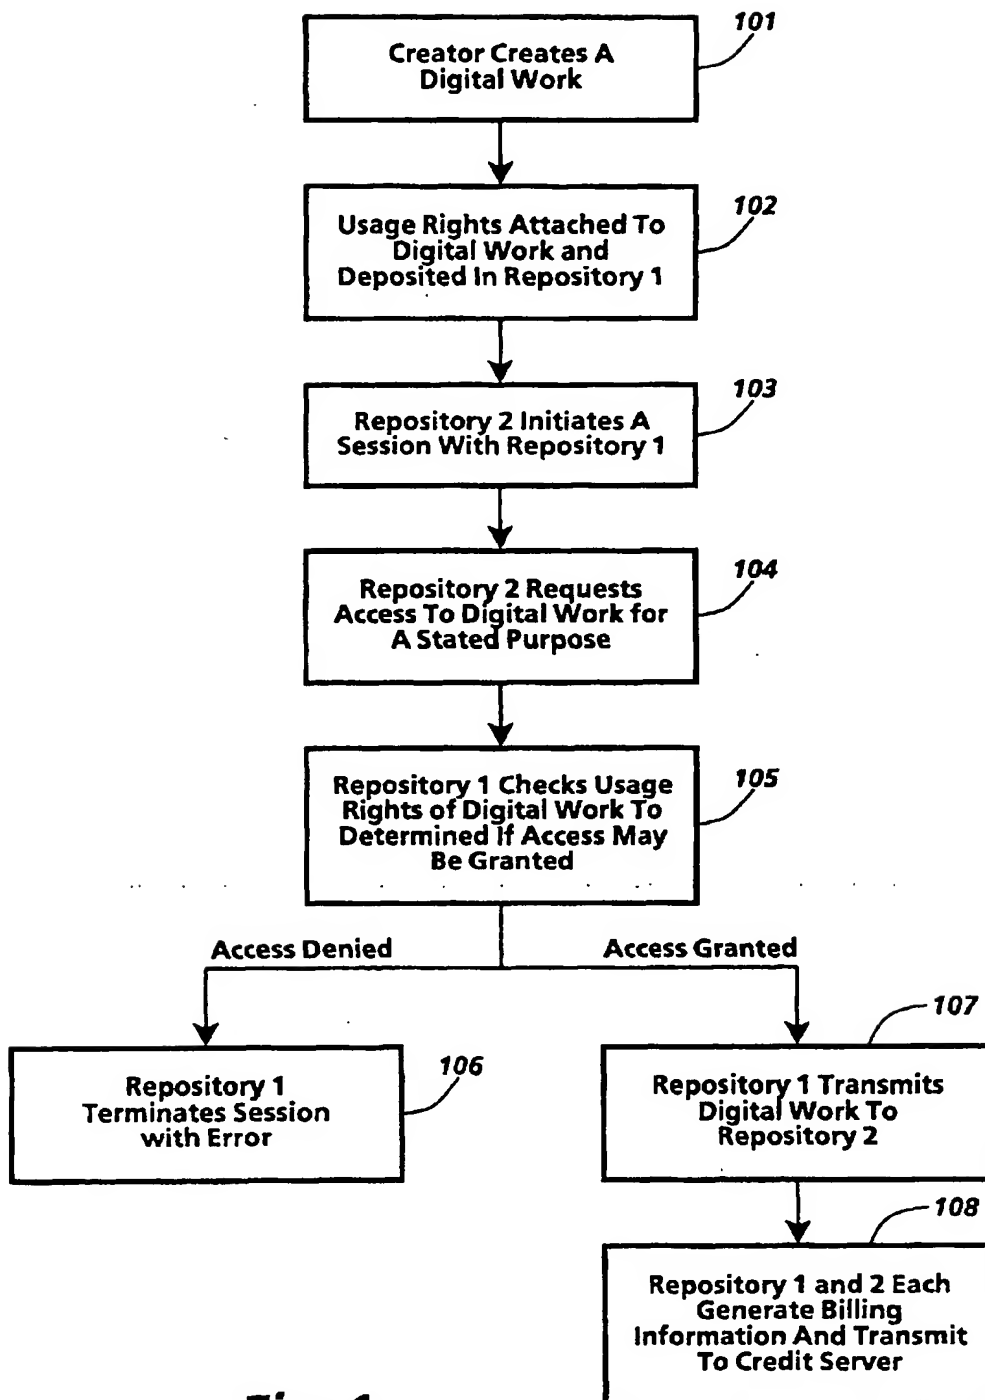 101
Creator Creates A
Digital Work
102
Usage Rights Attached To
Digital Work and
Deposited In Repository 1
103
Repository 2 Initiates A
Session With Repository 1
104
Repository 2 Requests
Access To Digital Work for
A Stated Purpose
105
Repository 1 Checks Usage
Rights of Digital Work To
Determined If Access May
Be Granted
Access Denied
Access Granted
106
Repository 1
Terminates Session
with Error
107
Repository 1 Transmits
Digital Work To
Repository 2
108
Repository 1 and 2 Each
Generate Billing
Information And Transmit
To Credit Server